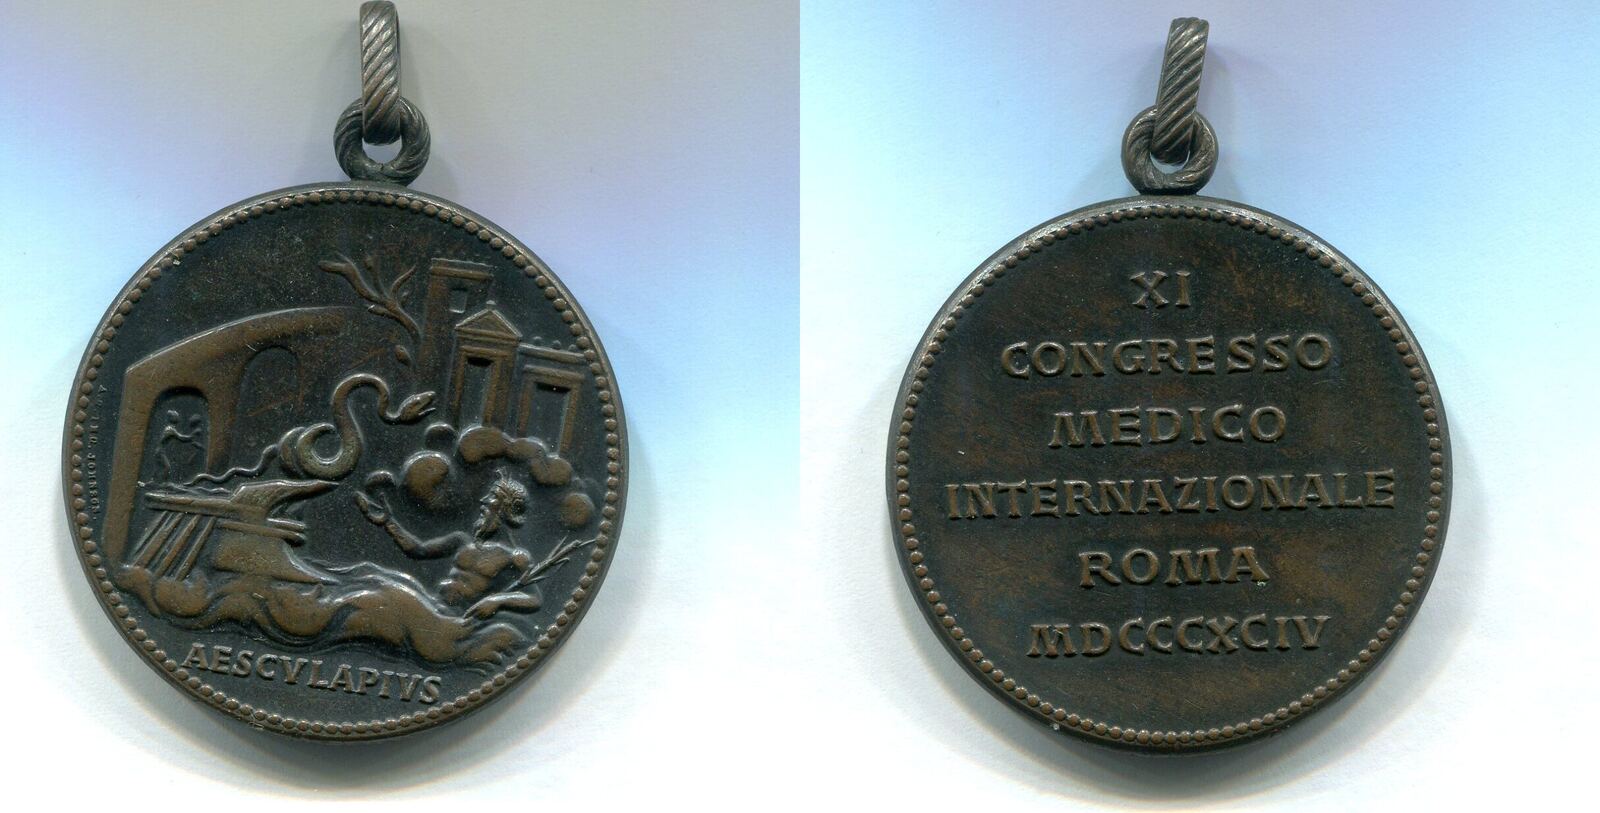 AESCVLAPIVS
XI
CONGRESSO
MEDICO
INTERNAZIONALE
ROMA
MDCCCXCIV